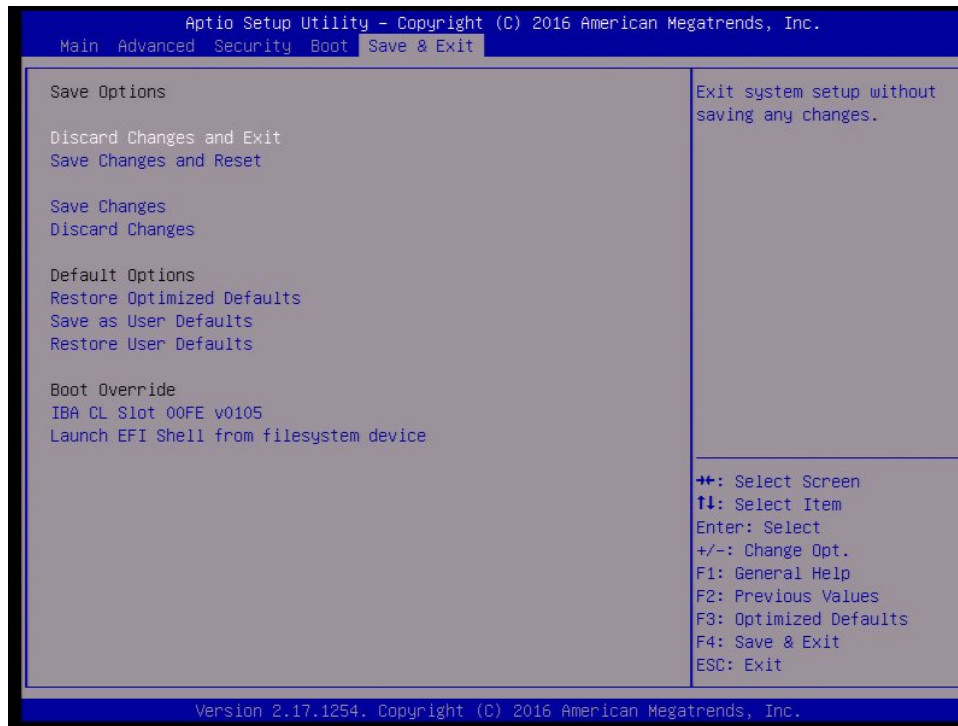 Aptio Setup Utility – Copyright (C) 2016 American Megatrends, Inc.
Main Advanced Security Boot Save & Exit
Save Options
Discard Changes and Exit
Save Changes and Reset
Save Changes
Discard Changes
Default Options
Restore Optimized Defaults
Save as User Defaults
Restore User Defaults
Boot Override
IBA CL Slot 00FE v0105
Launch EFI Shell from filesystem device
Exit system setup without
saving any changes.
→←: Select Screen
↑↓: Select Item
Enter: Select
+/-: Change Opt.
F1: General Help
F2: Previous Values
F3: Optimized Defaults
F4: Save & Exit
ESC: Exit
Version 2.17.1254. Copyright (C) 2016 American Megatrends, Inc.